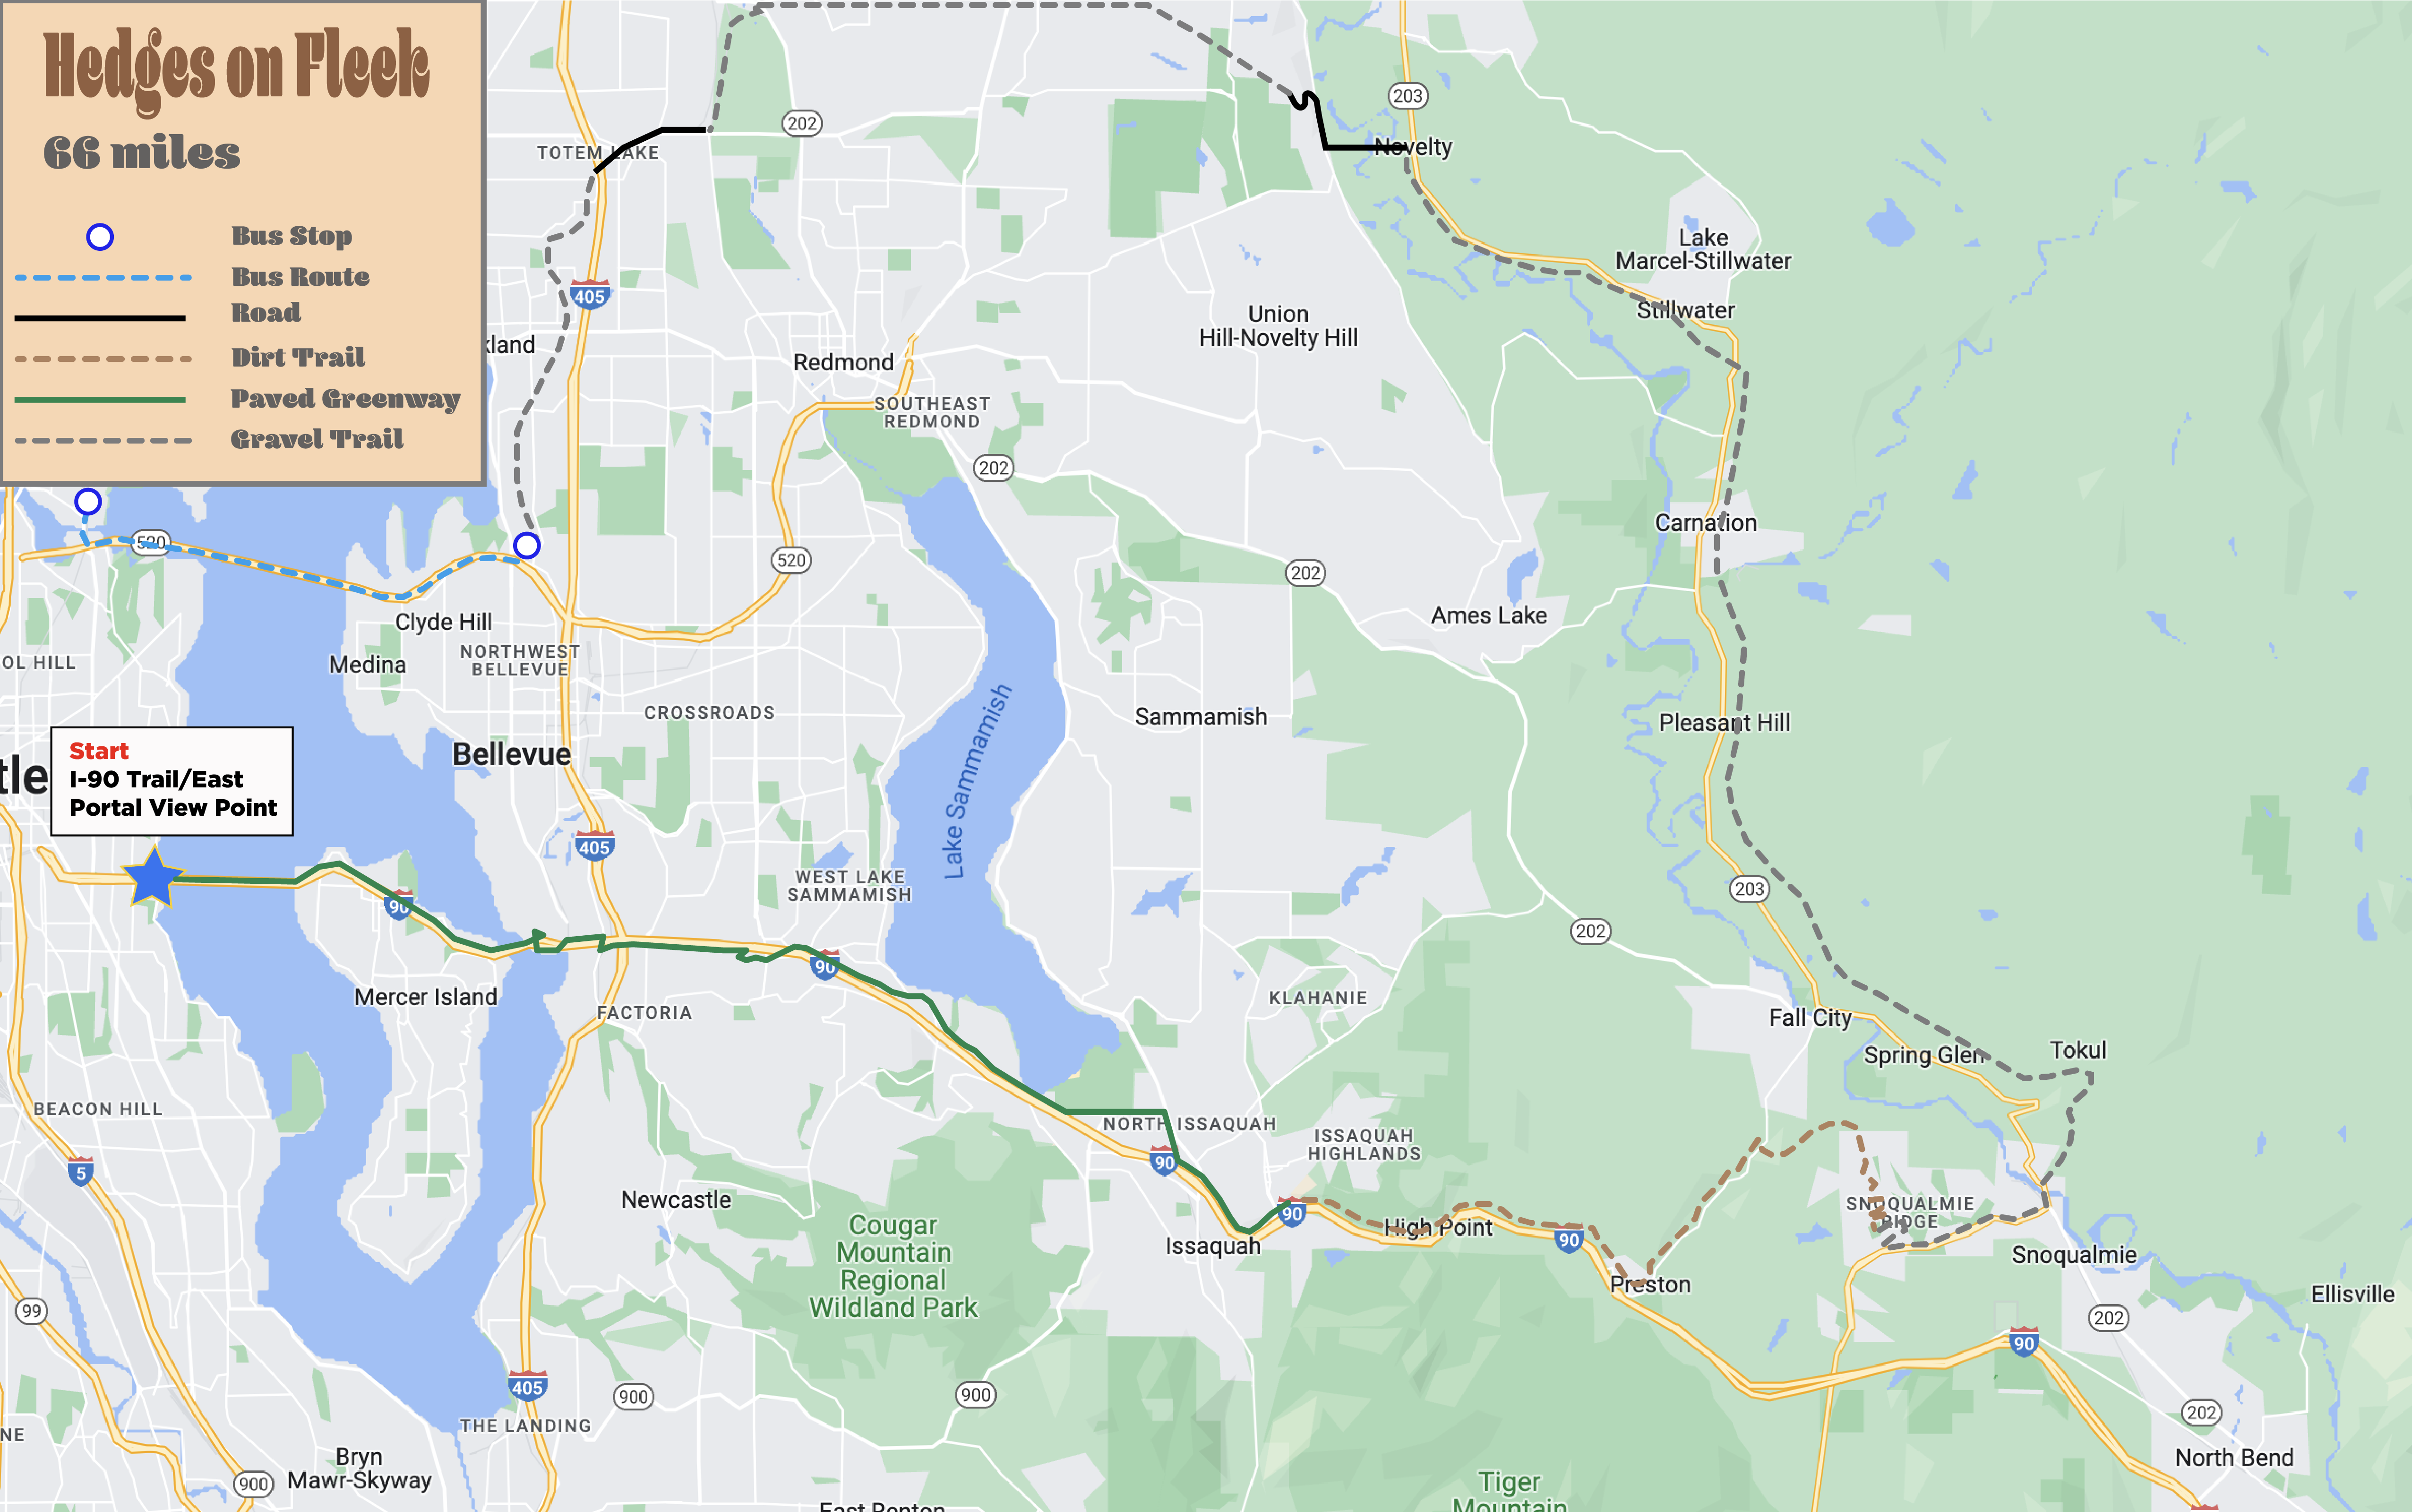 Hedges on Fleek
66 miles
Bus Stop
Bus Route
Road
Dirt Trail
Paved Greenway
Gravel Trail
203
202
TOTEM LAKE
Novelty
Lake
Marcel-Stillwater
405
Stillwater
Union
Hill-Novelty Hill
kland
Redmond
SOUTHEAST
REDMOND
202
Carnation
520
520
202
Ames Lake
Clyde Hill
Medina
NORTHWEST
BELLEVUE
OL HILL
CROSSROADS
Sammamish
Pleasant Hill
Lake Sammamish
Bellevue
tle
Start
I-90 Trail/East
Portal View Point
405
WEST LAKE
SAMMAMISH
203
90
202
90
Mercer Island
KLAHANIE
FACTORIA
Fall City
Spring Glen
Tokul
BEACON HILL
NORTH ISSAQUAH
ISSAQUAH
HIGHLANDS
90
5
Newcastle
Cougar
Mountain
Regional
Wildland Park
SNOQUALMIE
RIDGE
90
High Point
90
Issaquah
Snoqualmie
Preston
Ellisville
99
202
90
405
900
900
202
THE LANDING
NE
Bryn
Mawr-Skyway
North Bend
900
Tiger
Mountain
East Renton